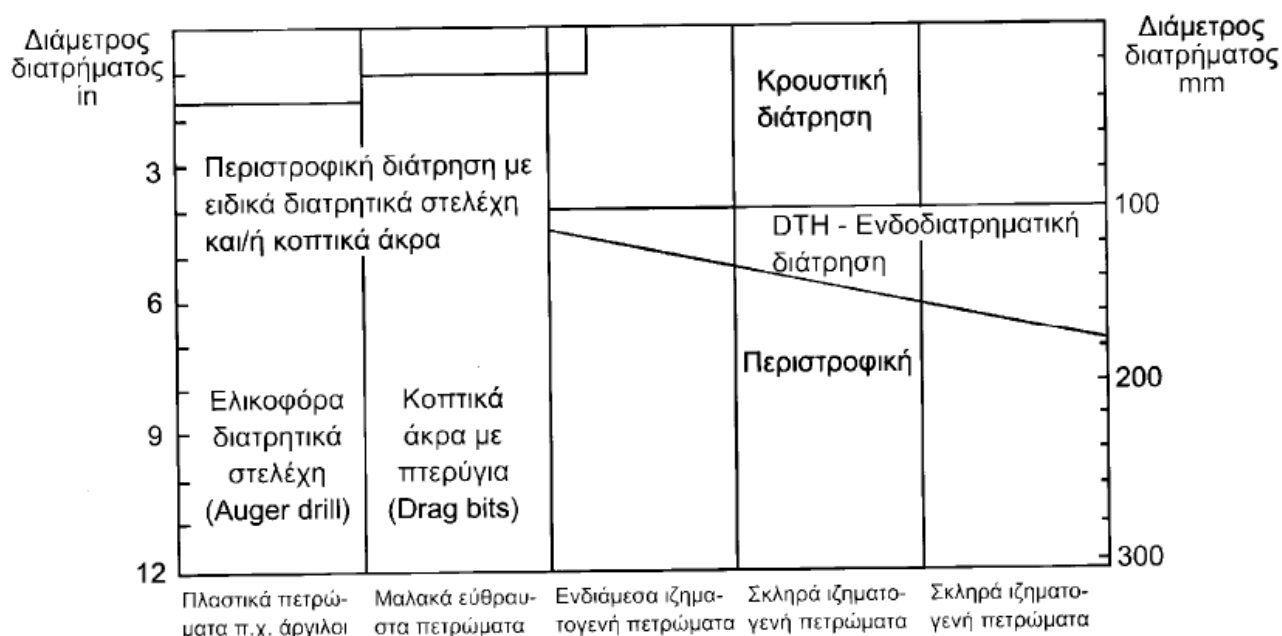 Διάμετρος
διατρήματος
in
Διάμετρος
διατρήματος
mm
Κρουστική
διάτρηση
3
Περιστροφική διάτρηση με
ειδικά διατρητικά στελέχη
και/ή κοπτικά άκρα
100
DTH - Ενδοδιατρηματική
διάτρηση
6
Περιστροφική
200
Ελικοφόρα
διατρητικά
στελέχη
(Auger drill)
Κοπτικά
άκρα με
πτερύγια
(Drag bits)
9
12
300
Πλαστικά πετρώ-
ματα π.χ. άργιλοι
Μαλακά εύθραυ-
στα πετρώματα
Ενδιάμεσα ιζημα-
τογενή πετρώματα
Σκληρά ιζηματο-
γενή πετρώματα
Σκληρά ιζηματο-
γενή πετρώματα